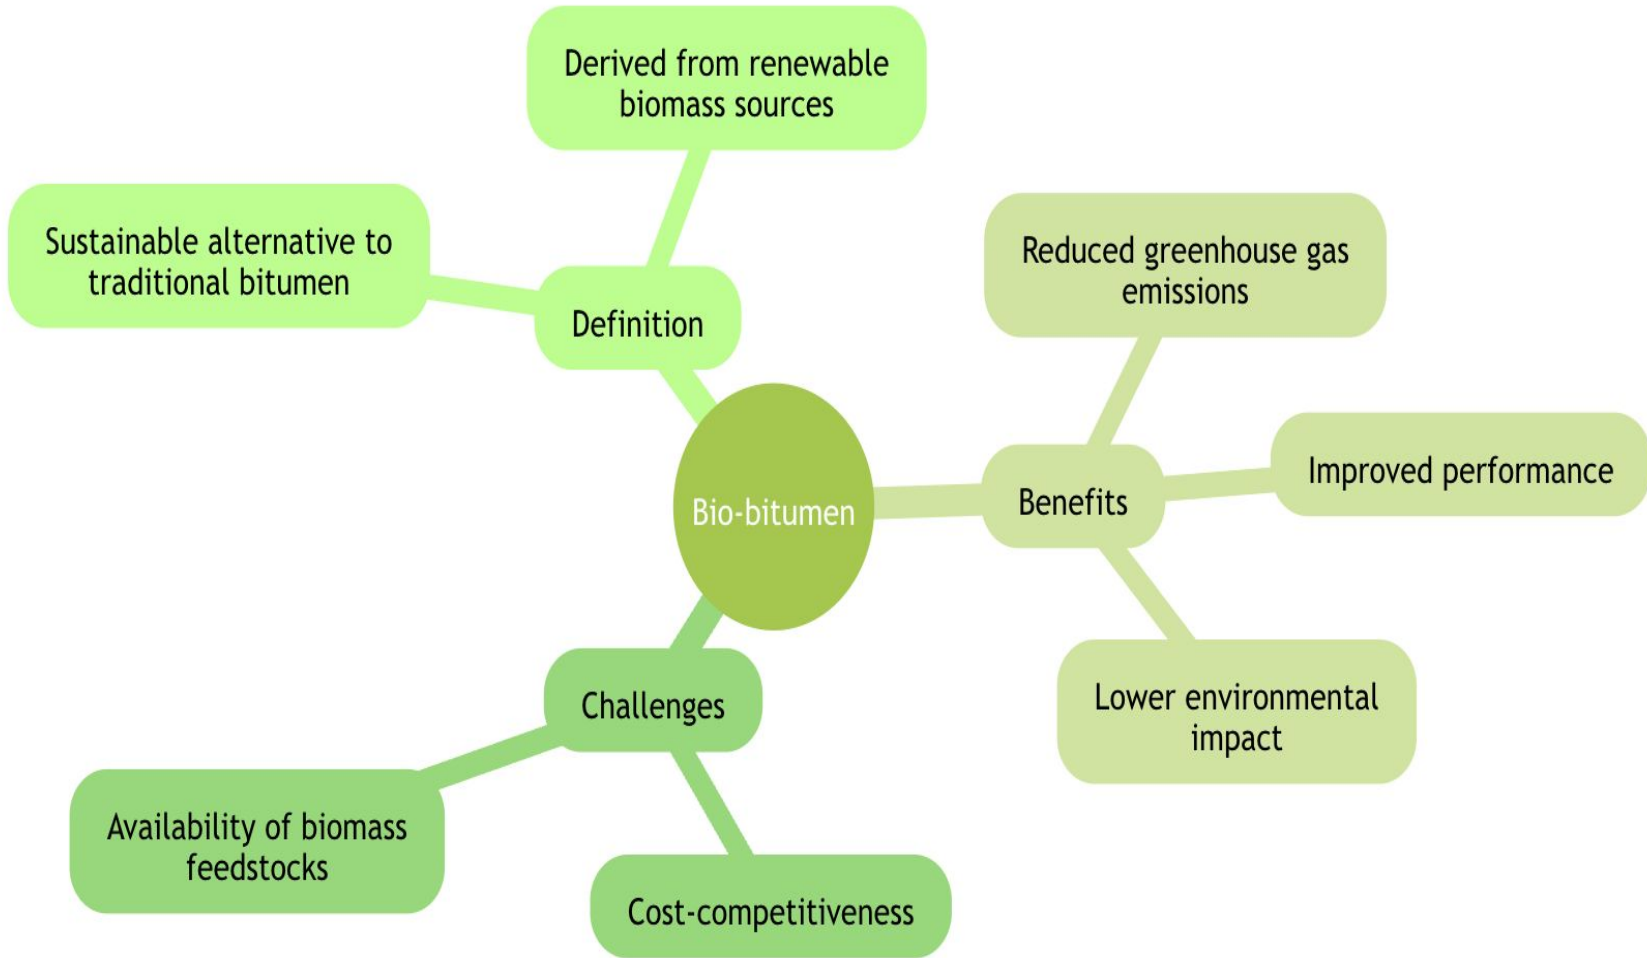 Derived from renewable
biomass sources
Sustainable alternative to
traditional bitumen
Definition
Reduced greenhouse gas
emissions
Improved performance
Benefits
Bio-bitumen
Lower environmental
impact
Challenges
Availability of biomass
feedstocks
Cost-competitiveness